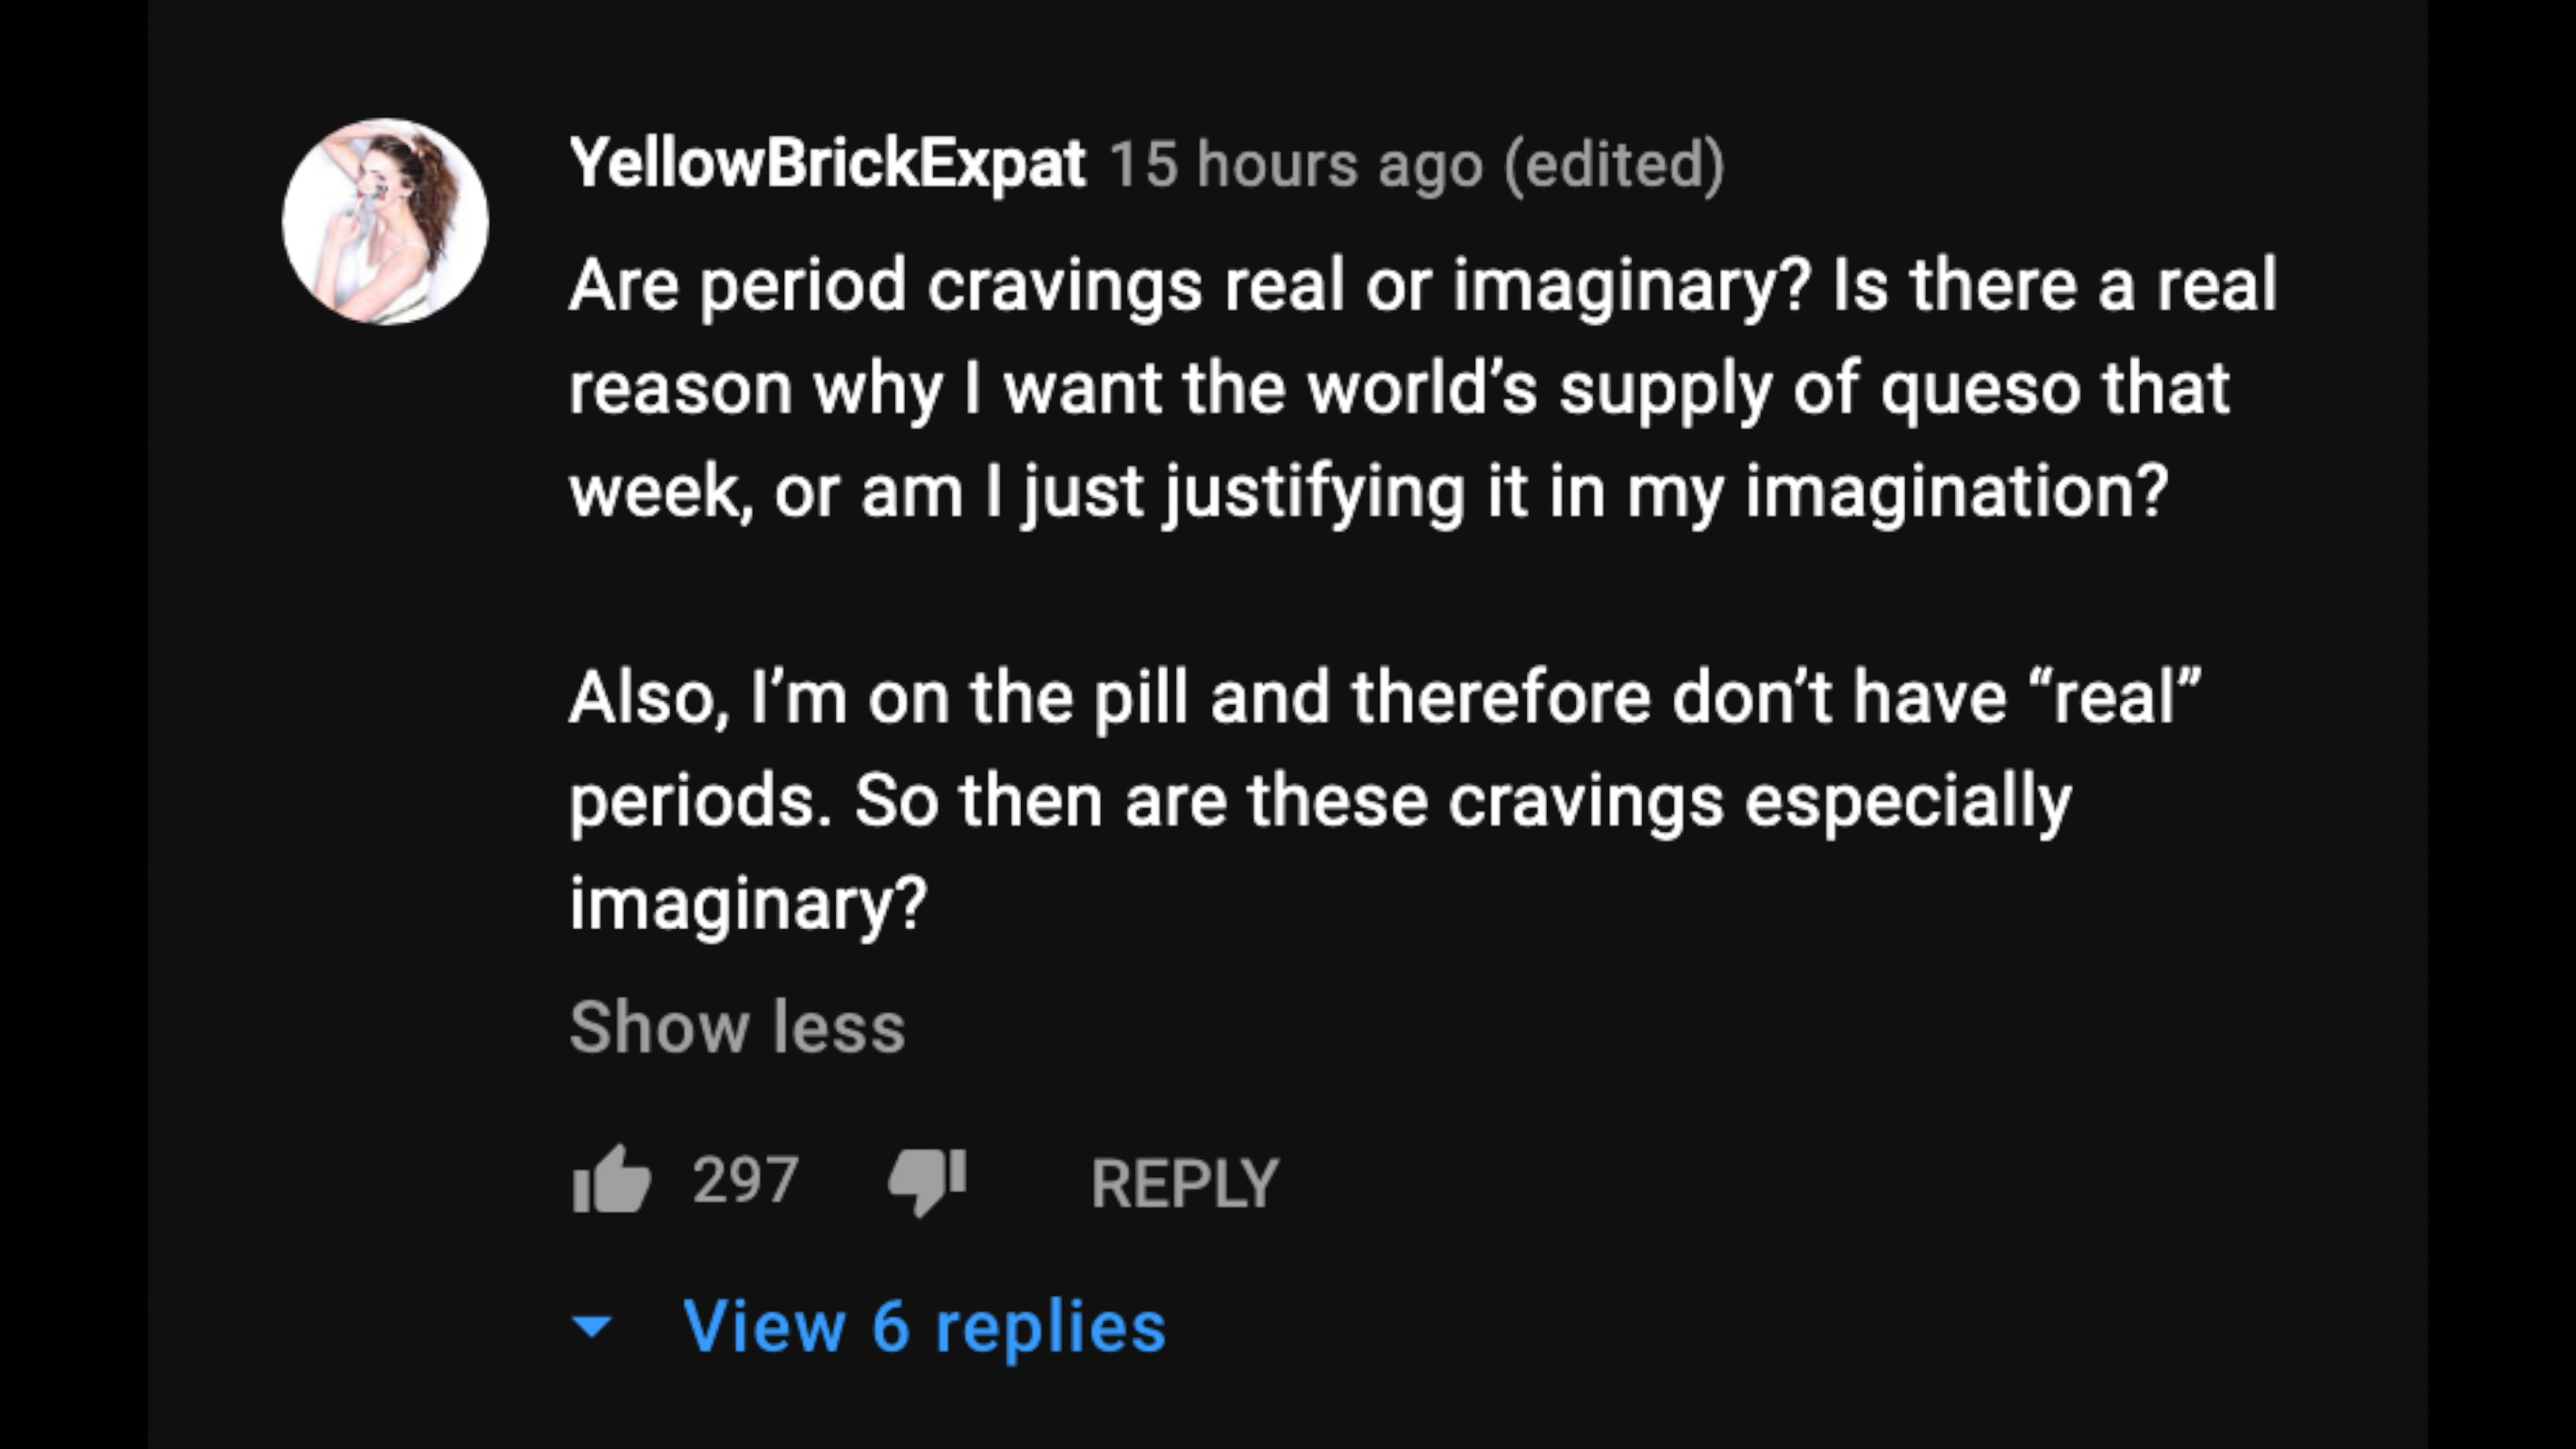 YellowBrickExpat 15 hours ago (edited)
Are period cravings real or imaginary? Is there a real
reason why I want the world’s supply of queso that
week, or am I just justifying it in my imagination?
Also, I’m on the pill and therefore don’t have “real”
periods. So then are these cravings especially
imaginary?
Show less
297 REPLY
View 6 replies